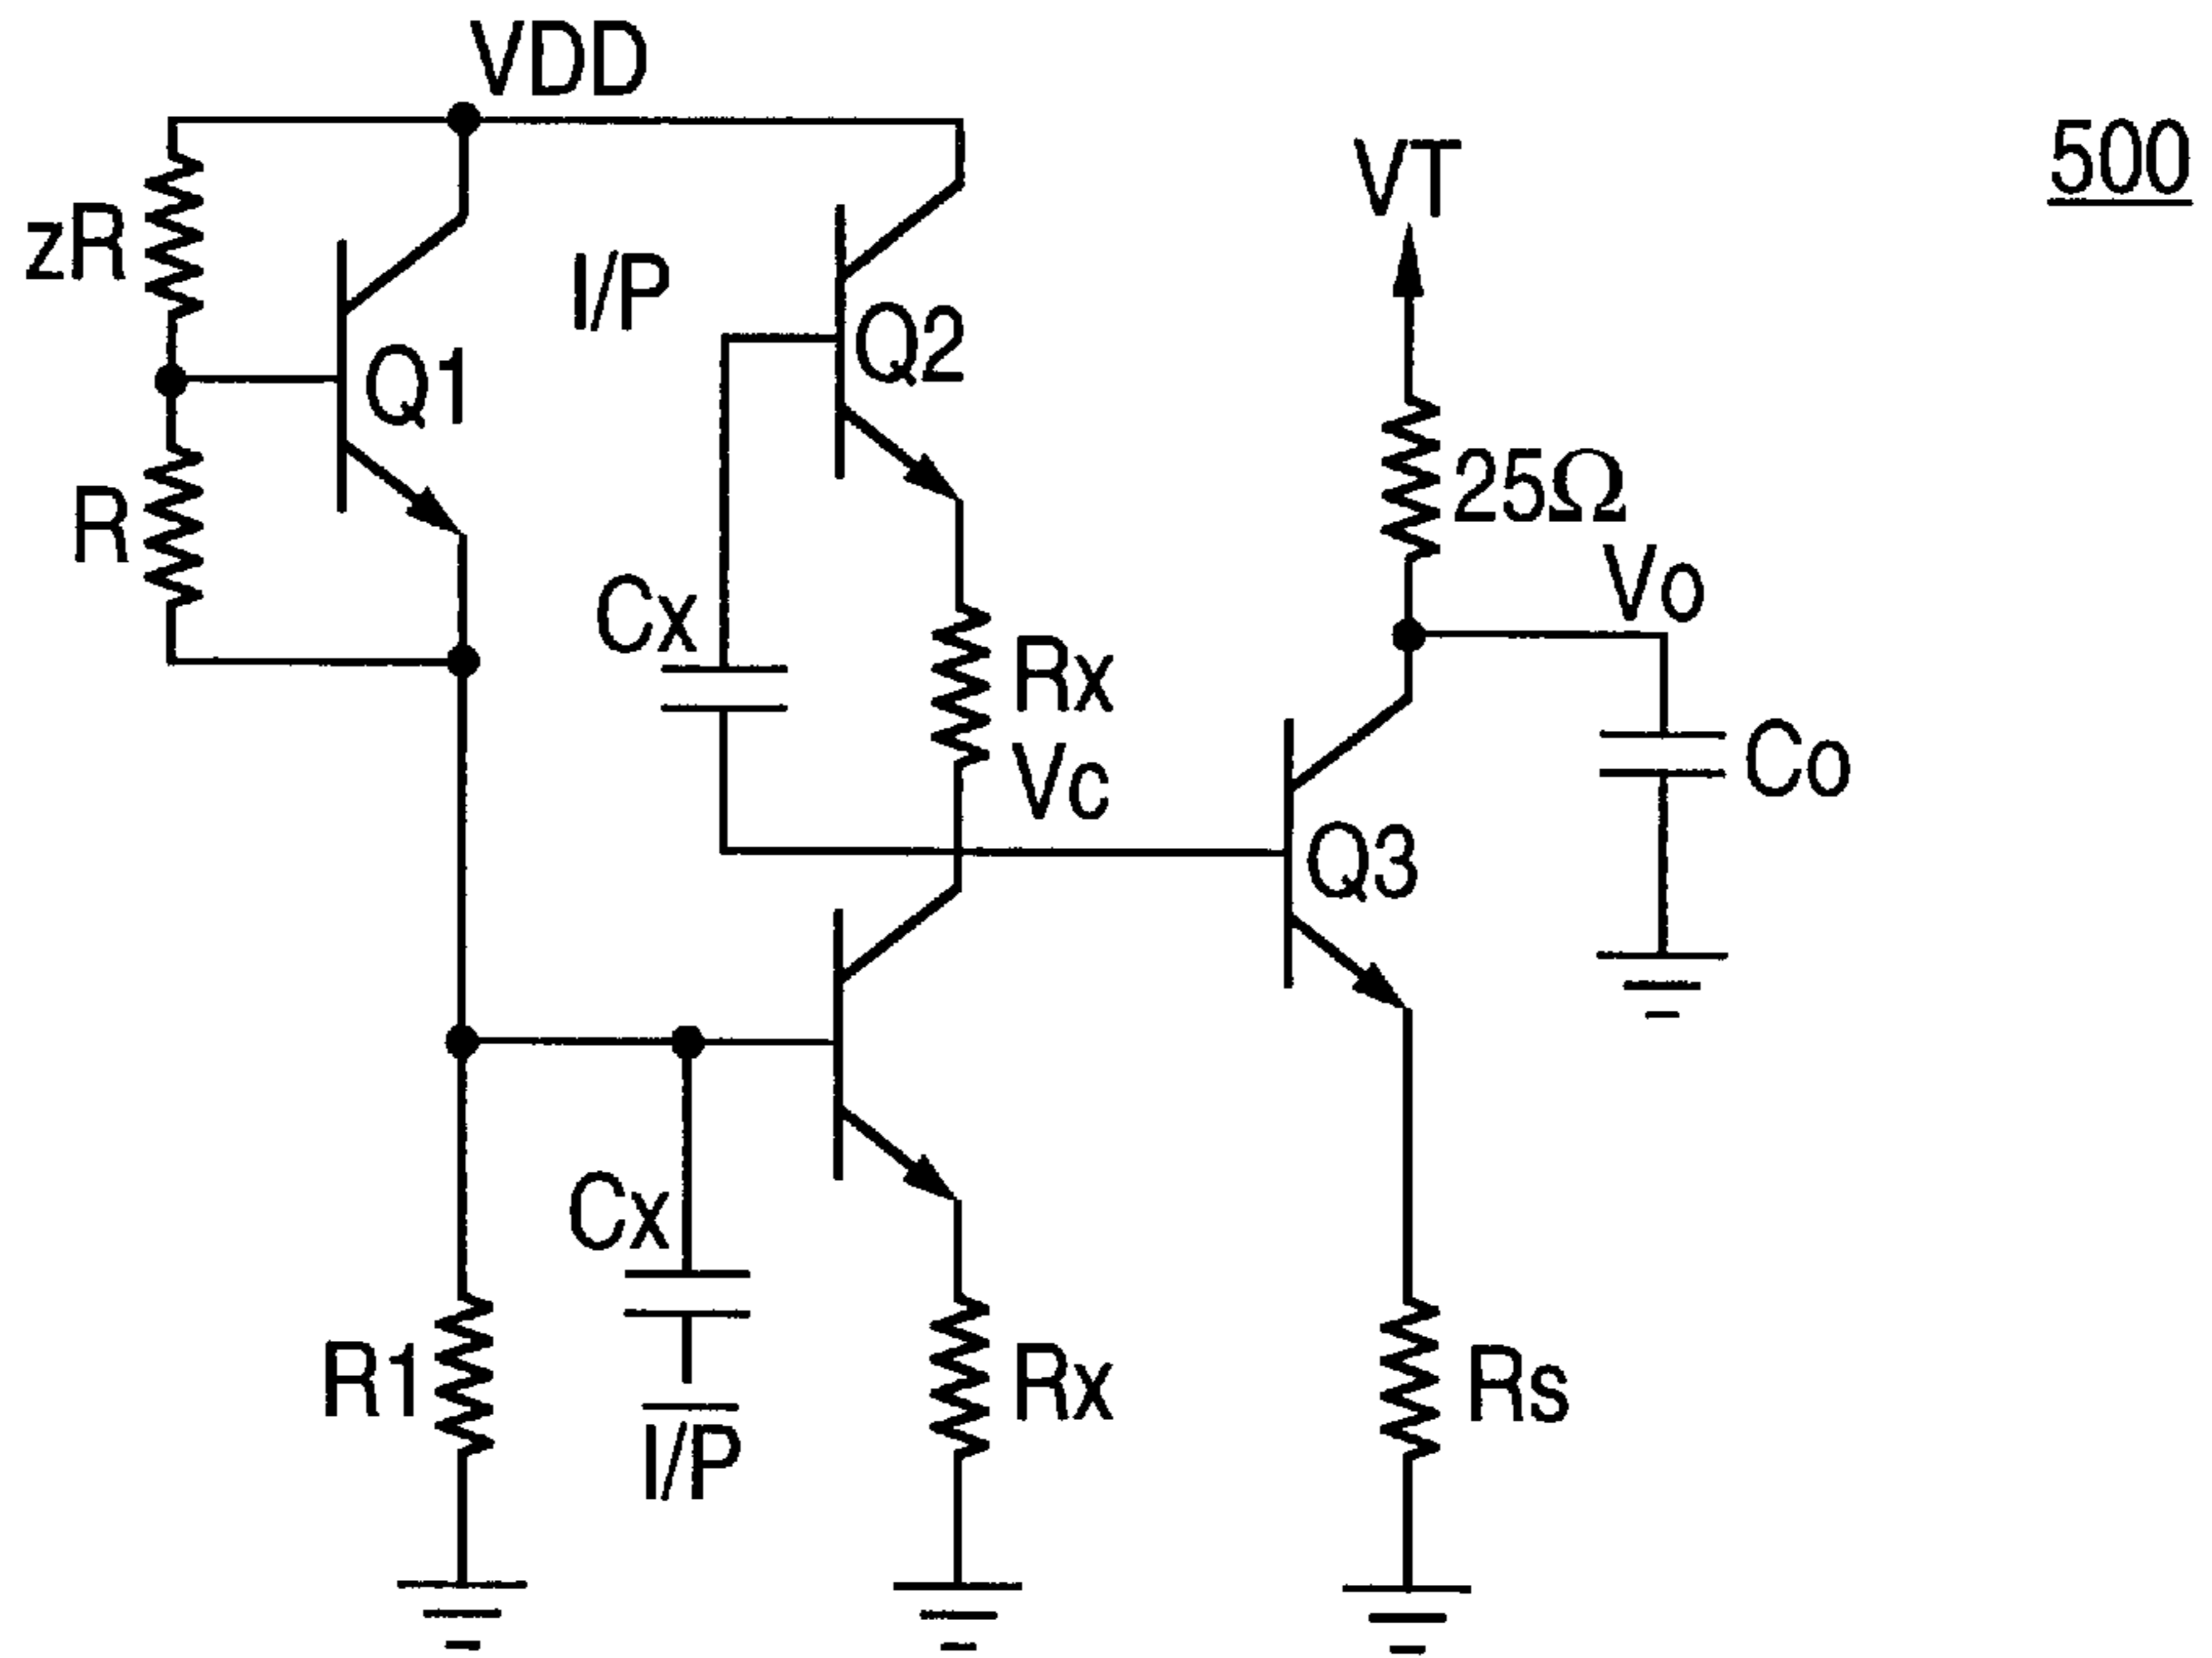 VDD
500
VT
zR
I/P
Q2
Q1
25Ω
R
Vo
Cx
Rx
Vc
Co
Q3
Cx
R1
Rx
Rs
I/P